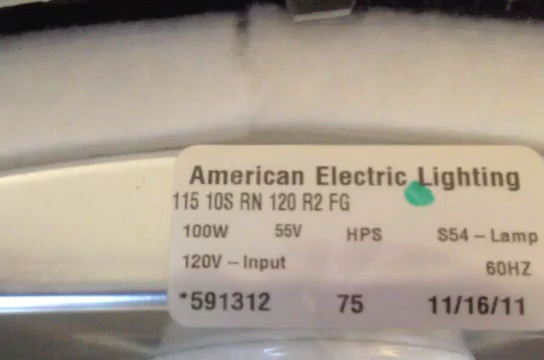 American Electric Lighting
115 10S RN 120 R2 FG
100W 55V HPS S54 – Lamp
120V – Input 60HZ
*591312 75 11/16/11